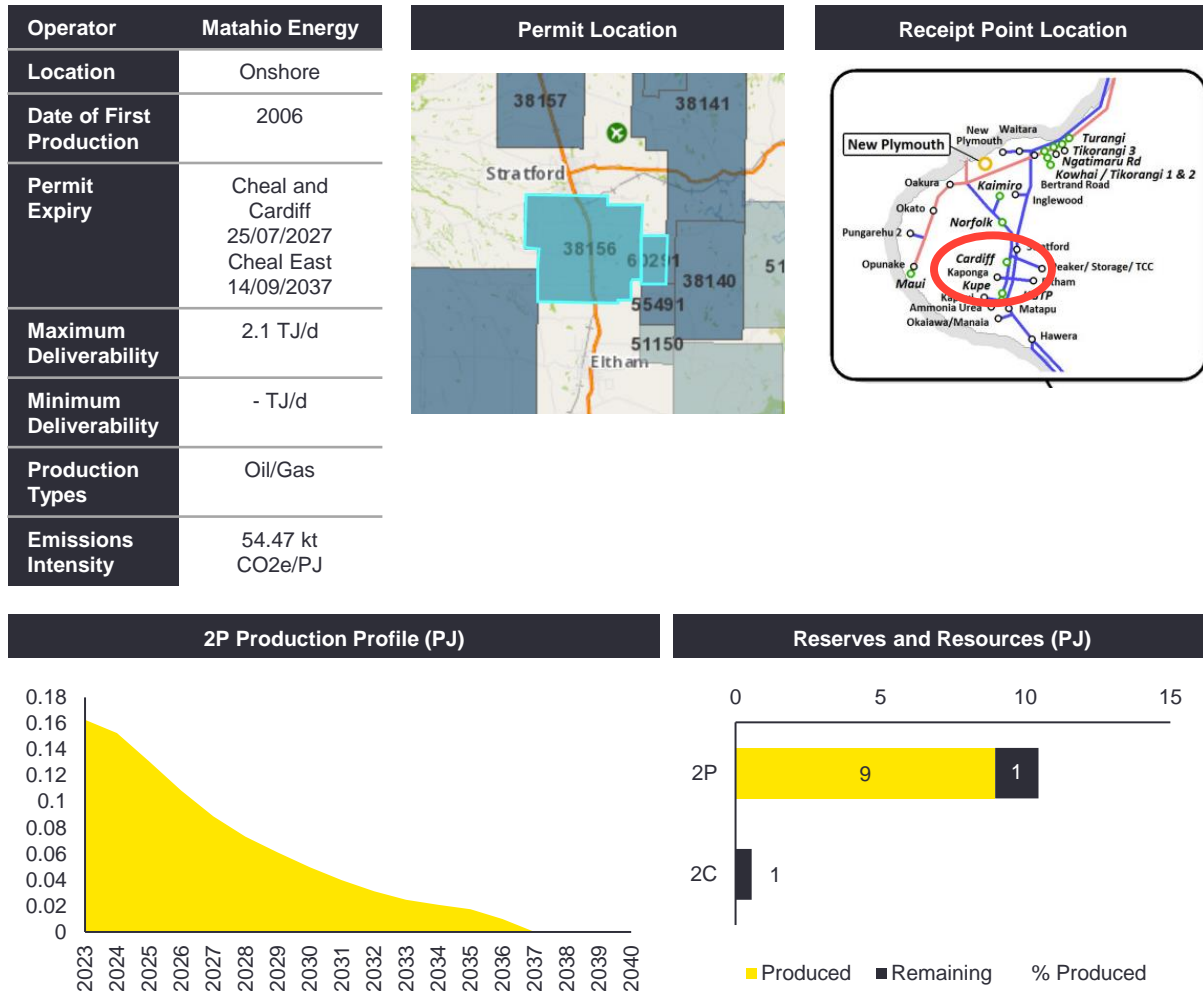 Operator Matahio Energy
Location Onshore
Date of First 2006
Production
Permit Cheal and
Expiry Cardiff
25/07/2027
Cheal East
14/09/2037
Maximum 2.1 TJ/d
Deliverability
Minimum - TJ/d
Deliverability
Production Oil/Gas
Types
Emissions 54.47 kt
Intensity CO2e/PJ
Permit Location
38157
38141
Stratford
38156
60291
38140
51
55491
51150
Eltham
Receipt Point Location
New Plymouth
New
Plymouth
Waitara
Turangi
Tikorangi 3
Ngatimaru Rd
Kowhai / Tikorangi 1 & 2
Bertrand Road
Inglewood
Oakura
Kaimiro
Okato
Norfolk
Pungarehu 2
Stratford
Cardiff
Peaker/ Storage/ TCC
Opunake
Kaponga
Eltham
Maui
Kupe
Matapu
Ammonia Urea
Okaiawa/Manaia
Hawera
2P Production Profile (PJ)
0.18
0.16
0.14
0.12
0.1
0.08
0.06
0.04
0.02
0
2023
2024
2025
2026
2027
2028
2029
2030
2031
2032
2033
2034
2035
2036
2037
2038
2039
2040
Reserves and Resources (PJ)
0 5 10 15
2P 9 1
2C 1
Produced Remaining % Produced